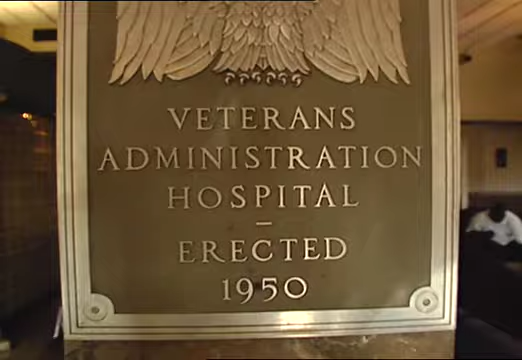 VETERANS
ADMINISTRATION
HOSPITAL
—
ERECTED
1950